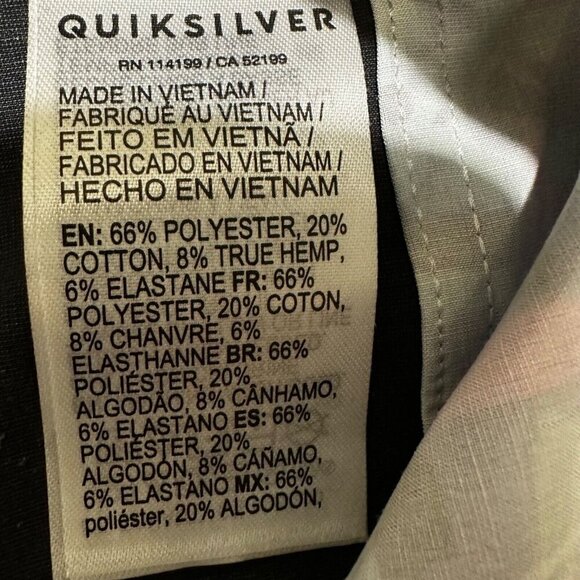 QUIKSILVER
RN 114199 / CA 52199
MADE IN VIETNAM /
FABRIQUÉ AU VIETNAM /
FEITO EM VIETNÃ /
FABRICADO EN VIETNAM /
HECHO EN VIETNAM
EN: 66% POLYESTER, 20%
COTTON, 8% TRUE HEMP,
6% ELASTANE FR: 66%
POLYESTER, 20% COTON,
8% CHANVRE, 6%
ELASTHANNE BR: 66%
POLIÉSTER, 20%
ALGODÃO, 8% CÂNHAMO,
6% ELASTANO ES: 66%
POLIÉSTER, 20%
ALGODÓN, 8% CÁÑAMO,
6% ELASTANO MX: 66%
poliéster, 20% ALGODÓN,